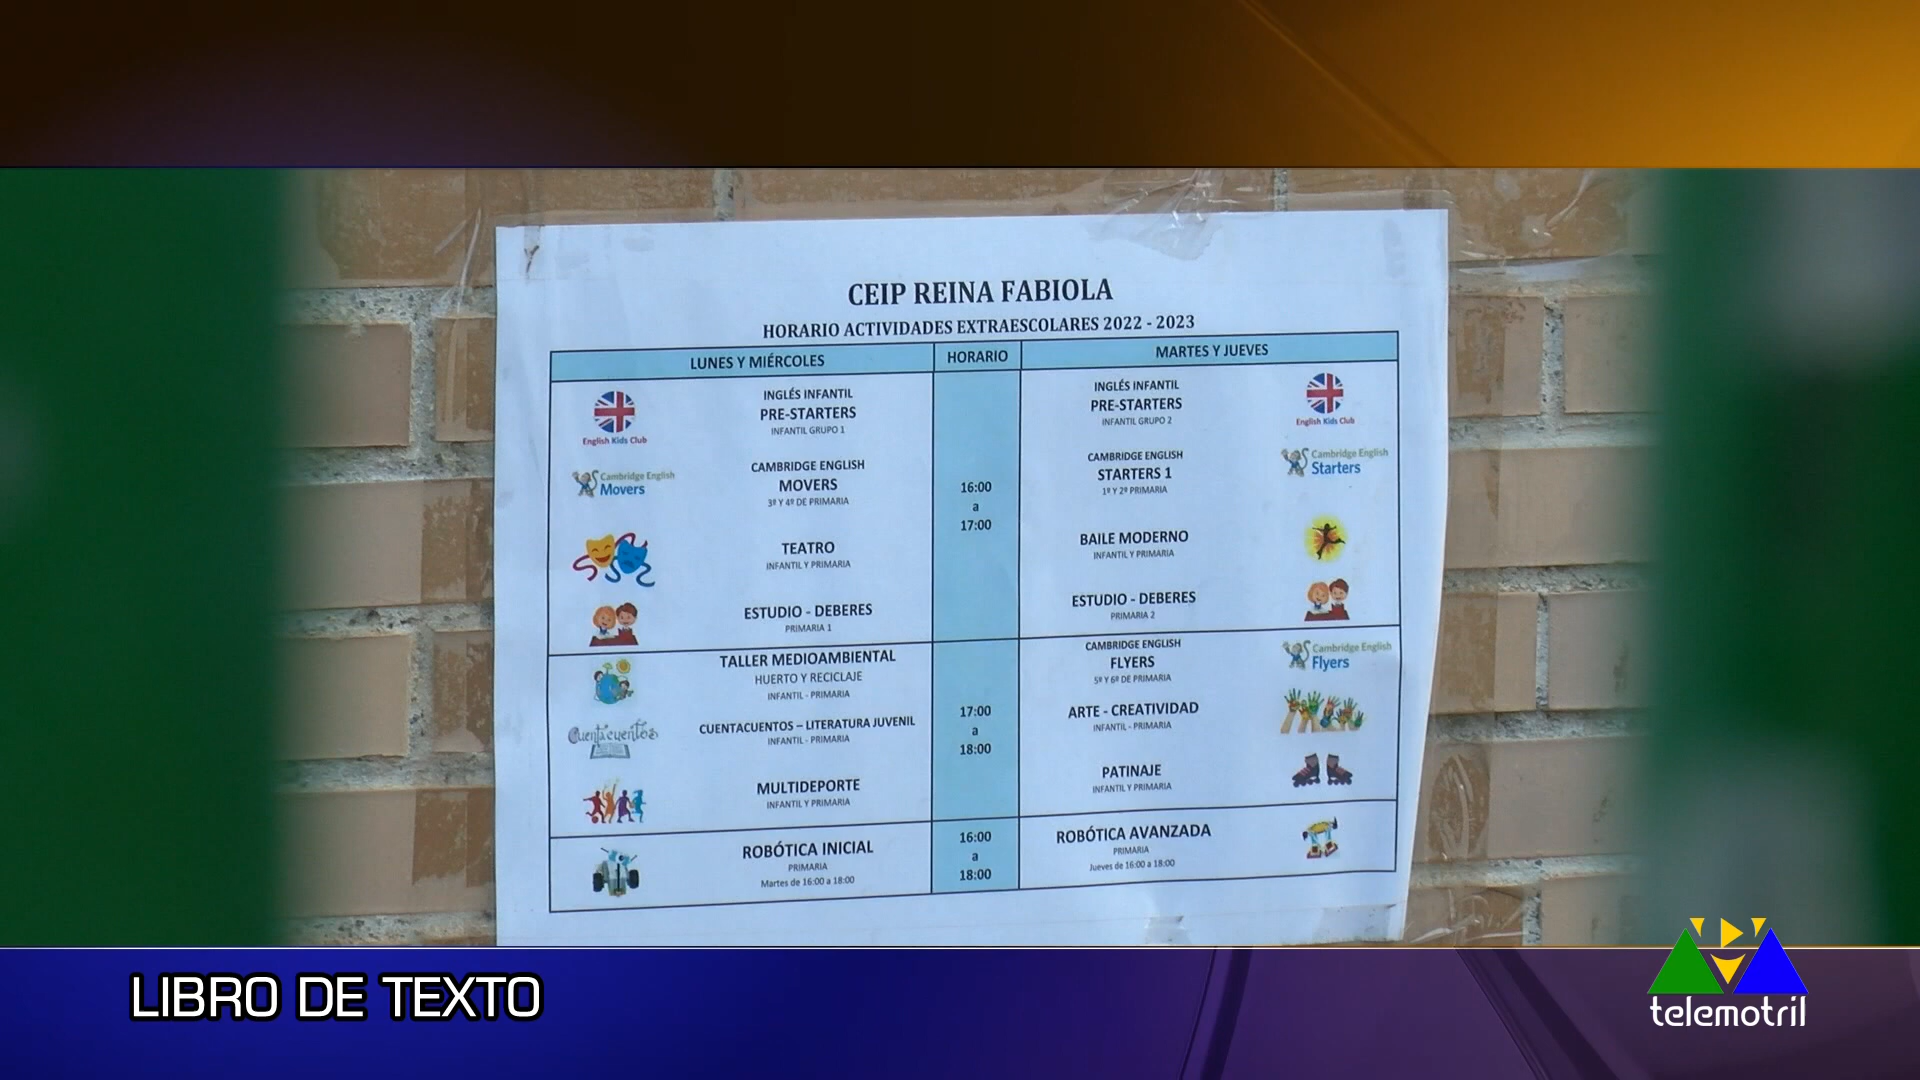 CEIP REINA FABIOLA
HORARIO ACTIVIDADES EXTRAESCOLARES 2022 - 2023
LUNES Y MIÉRCOLES
HORARIO
MARTES Y JUEVES
English Kids Club
INGLÉS INFANTIL
PRE-STARTERS
INFANTIL GRUPO 1
Cambridge English
Movers
CAMBRIDGE ENGLISH
MOVERS
3º Y 4º DE PRIMARIA
TEATRO
INFANTIL Y PRIMARIA
ESTUDIO - DEBERES
PRIMARIA 1
16:00
a
17:00
INGLÉS INFANTIL
PRE-STARTERS
INFANTIL GRUPO 2
English Kids Club
CAMBRIDGE ENGLISH
STARTERS 1
1º Y 2º PRIMARIA
Cambridge English
Starters
BAILE MODERNO
INFANTIL Y PRIMARIA
ESTUDIO - DEBERES
PRIMARIA 2
TALLER MEDIOAMBIENTAL
HUERTO Y RECICLAJE
INFANTIL - PRIMARIA
Cuentacuentos
CUENTACUENTOS – LITERATURA JUVENIL
INFANTIL - PRIMARIA
MULTIDEPORTE
INFANTIL Y PRIMARIA
17:00
a
18:00
CAMBRIDGE ENGLISH
FLYERS
5º Y 6º DE PRIMARIA
Cambridge English
Flyers
ARTE - CREATIVIDAD
INFANTIL - PRIMARIA
PATINAJE
INFANTIL Y PRIMARIA
ROBÓTICA INICIAL
PRIMARIA
Martes de 16:00 a 18:00
16:00
a
18:00
ROBÓTICA AVANZADA
PRIMARIA
Jueves de 16:00 a 18:00
LIBRO DE TEXTO
telemotril